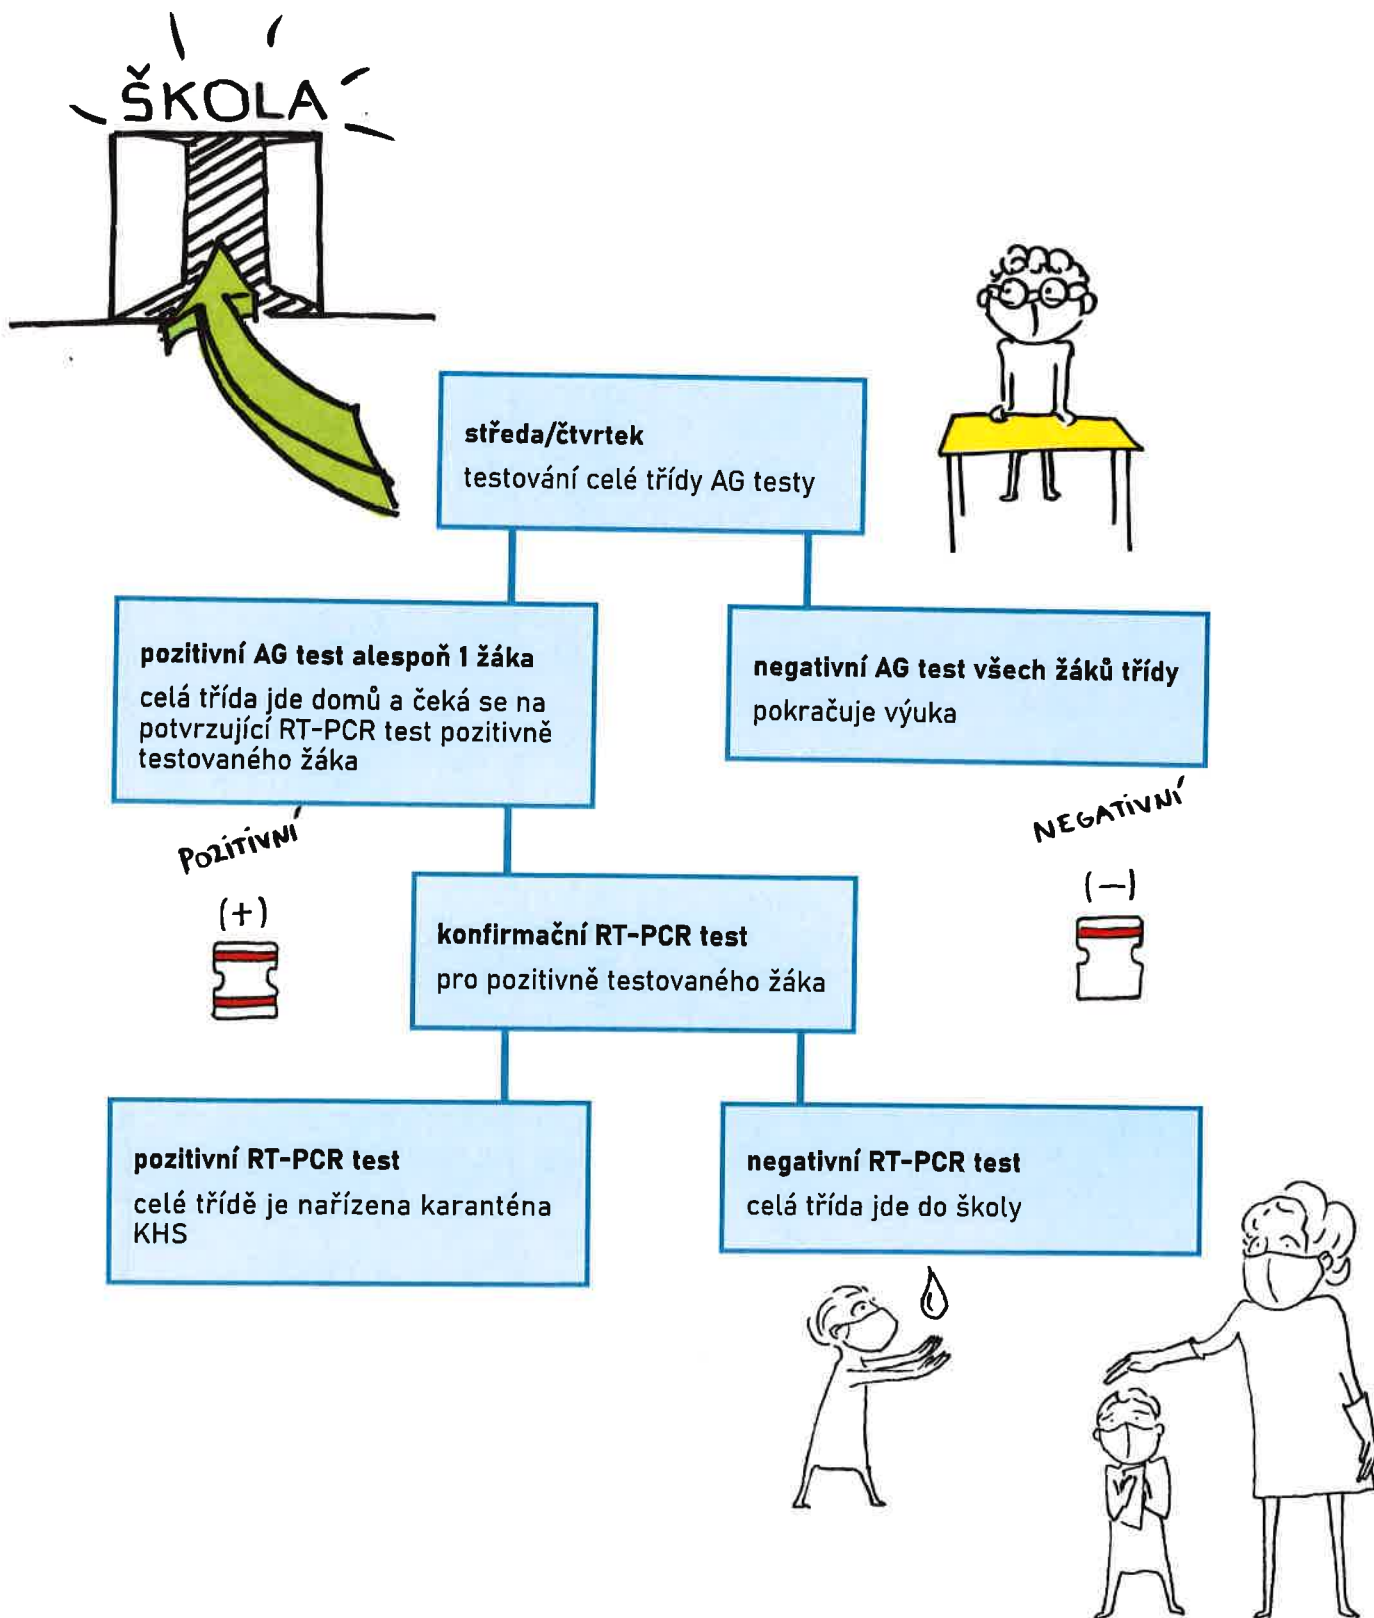 ŠKOLA
středa/čtvrtek
testování celé třídy AG testy
pozitivní AG test alespoň 1 žáka
celá třída jde domů a čeká se na
potvrzující RT-PCR test pozitivně
testovaného žáka
negativní AG test všech žáků třídy
pokračuje výuka
POZITIVNÍ
(+)
NEGATIVNÍ
(−)
konfirmační RT-PCR test
pro pozitivně testovaného žáka
pozitivní RT-PCR test
celé třídě je nařízena karanténa
KHS
negativní RT-PCR test
celá třída jde do školy